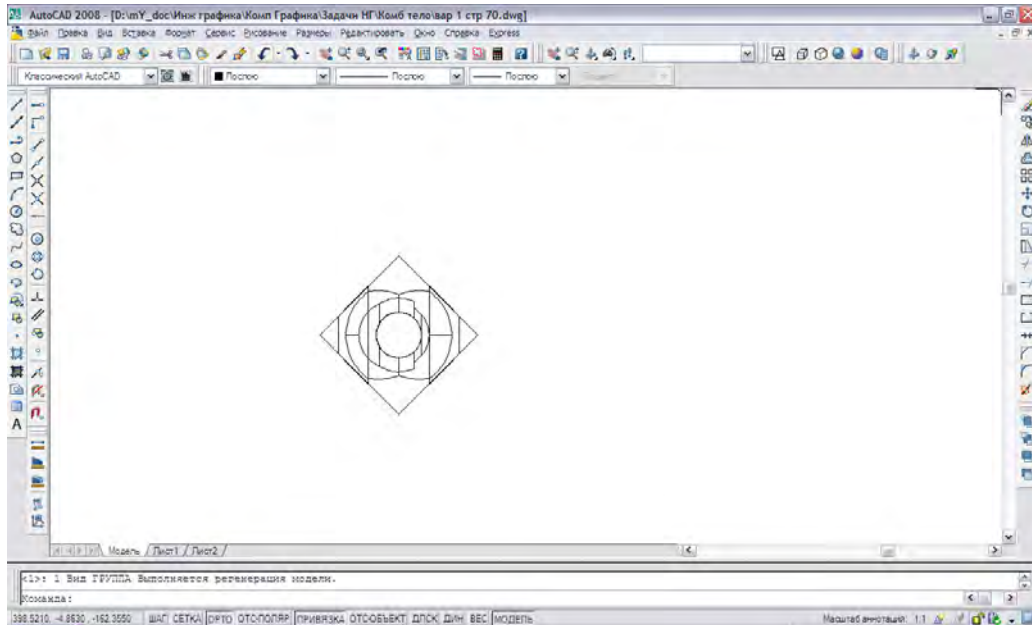 AutoCAD 2008 - [D:\mY_doc\Инж графика\Комп Графика\Задачи НГ\Комб тело\вар 1 стр 70.dwg]
Файл Правка Вид Вставка Формат Сервис Рисование Размеры Редактировать Окно Справка Express
Классический AutoCAD Послою Послою Послою
A
Модель / Лист1 / Лист2 /
<1>: 1 Вид ГРУППА Выполняется регенерация модели.
Команда:
398.5210, -4.8630, -162.3550 ШАГ СЕТКА ОРТО ОТС-ПОЛЯР ПРИВЯЗКА ОТС-ОБЪЕКТ ДПСК ДИН ВЕС МОДЕЛЬ Масштаб аннотаций: 1:1